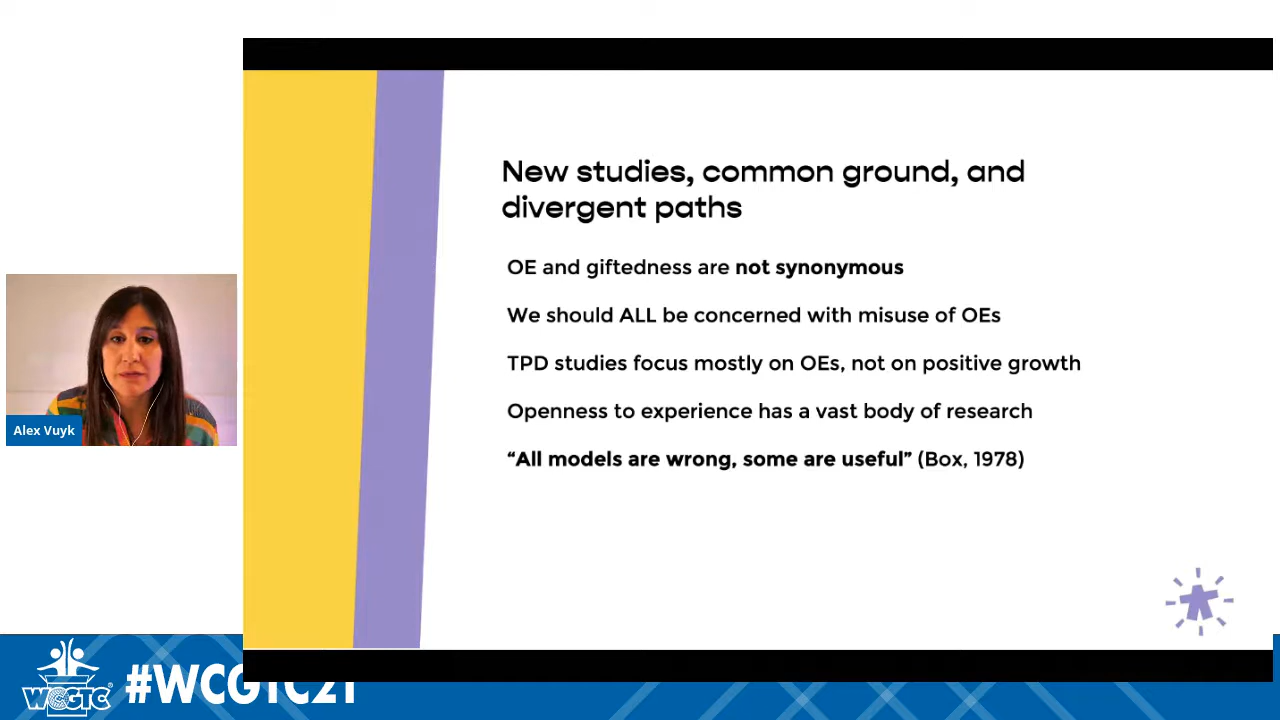 New studies, common ground, and
divergent paths
OE and giftedness are not synonymous
We should ALL be concerned with misuse of OEs
TPD studies focus mostly on OEs, not on positive growth
Openness to experience has a vast body of research
“All models are wrong, some are useful” (Box, 1978)
Alex Vuyk
WCGTC
#WCGTC21